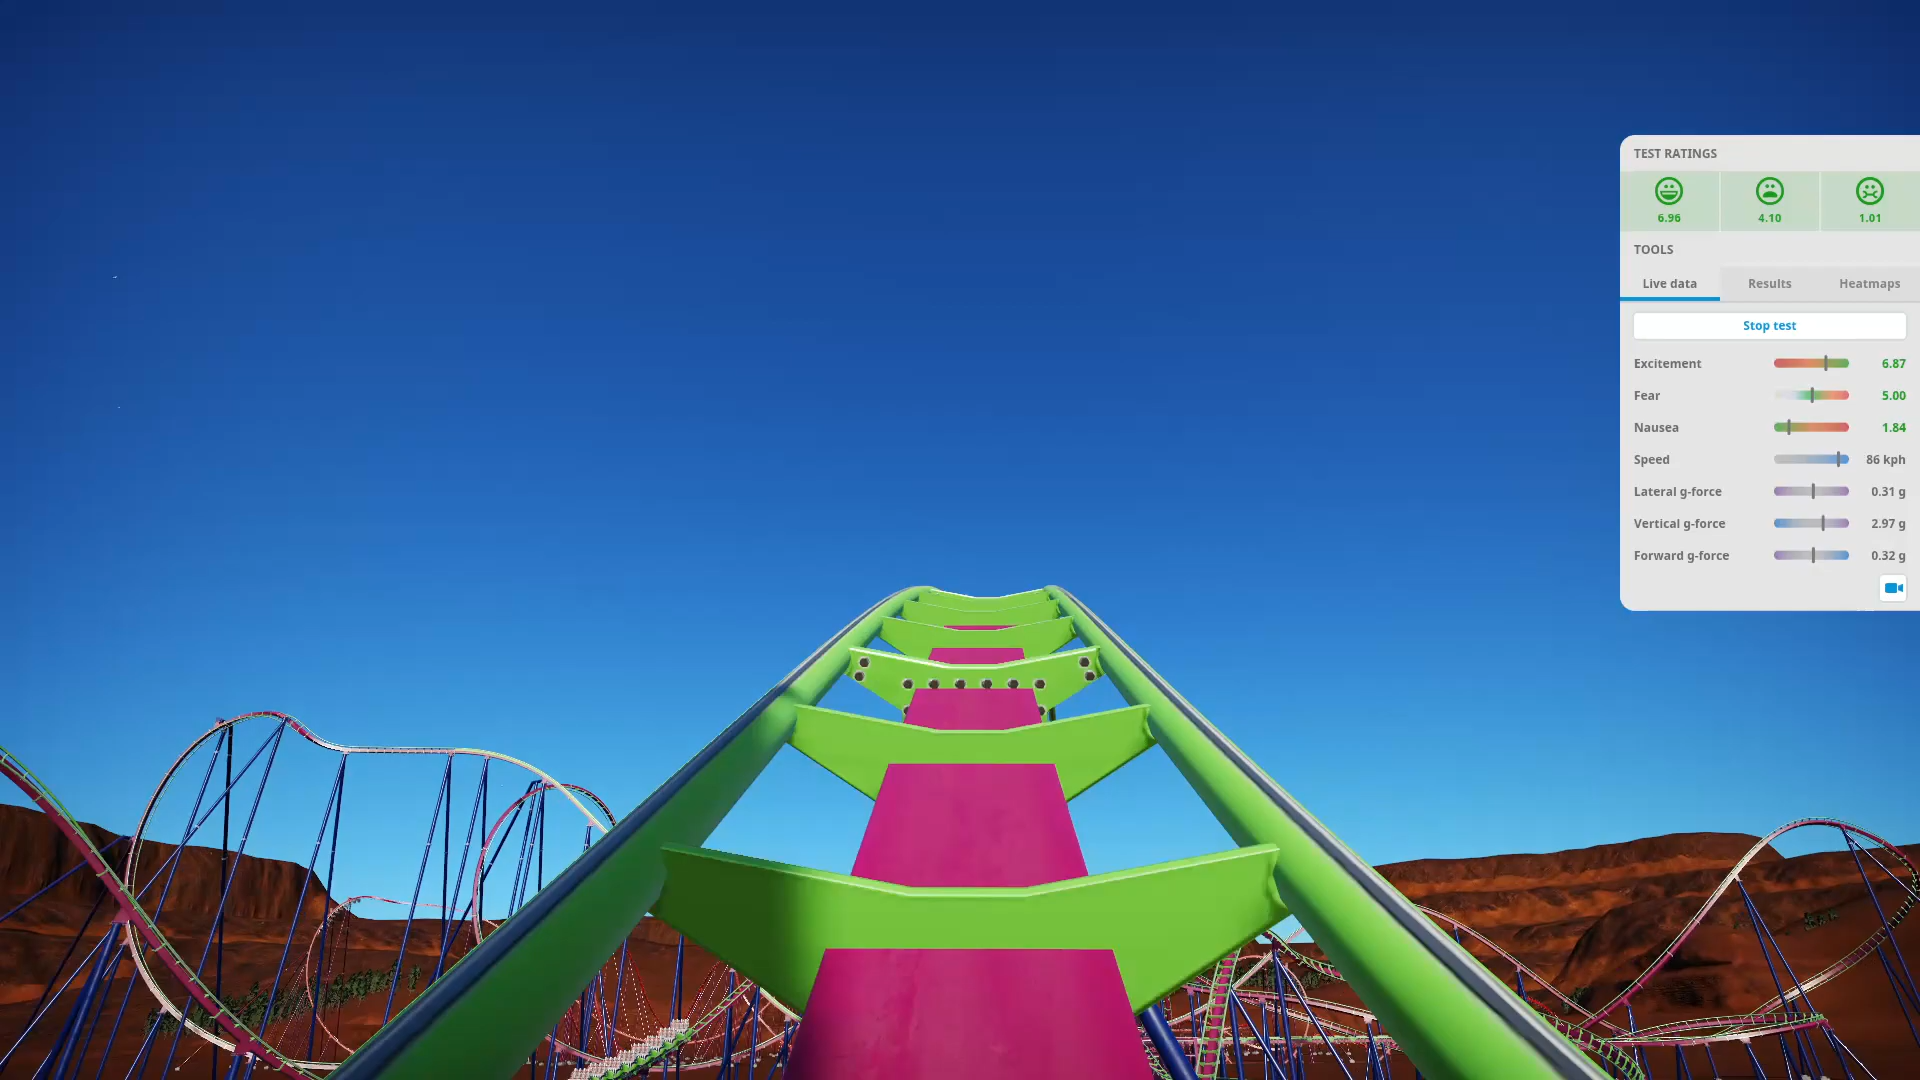 TEST RATINGS
6.96 4.10 1.01
TOOLS
Live data Results Heatmaps
Stop test
Excitement 6.87
Fear 5.00
Nausea 1.84
Speed 86 kph
Lateral g-force 0.31 g
Vertical g-force 2.97 g
Forward g-force 0.32 g